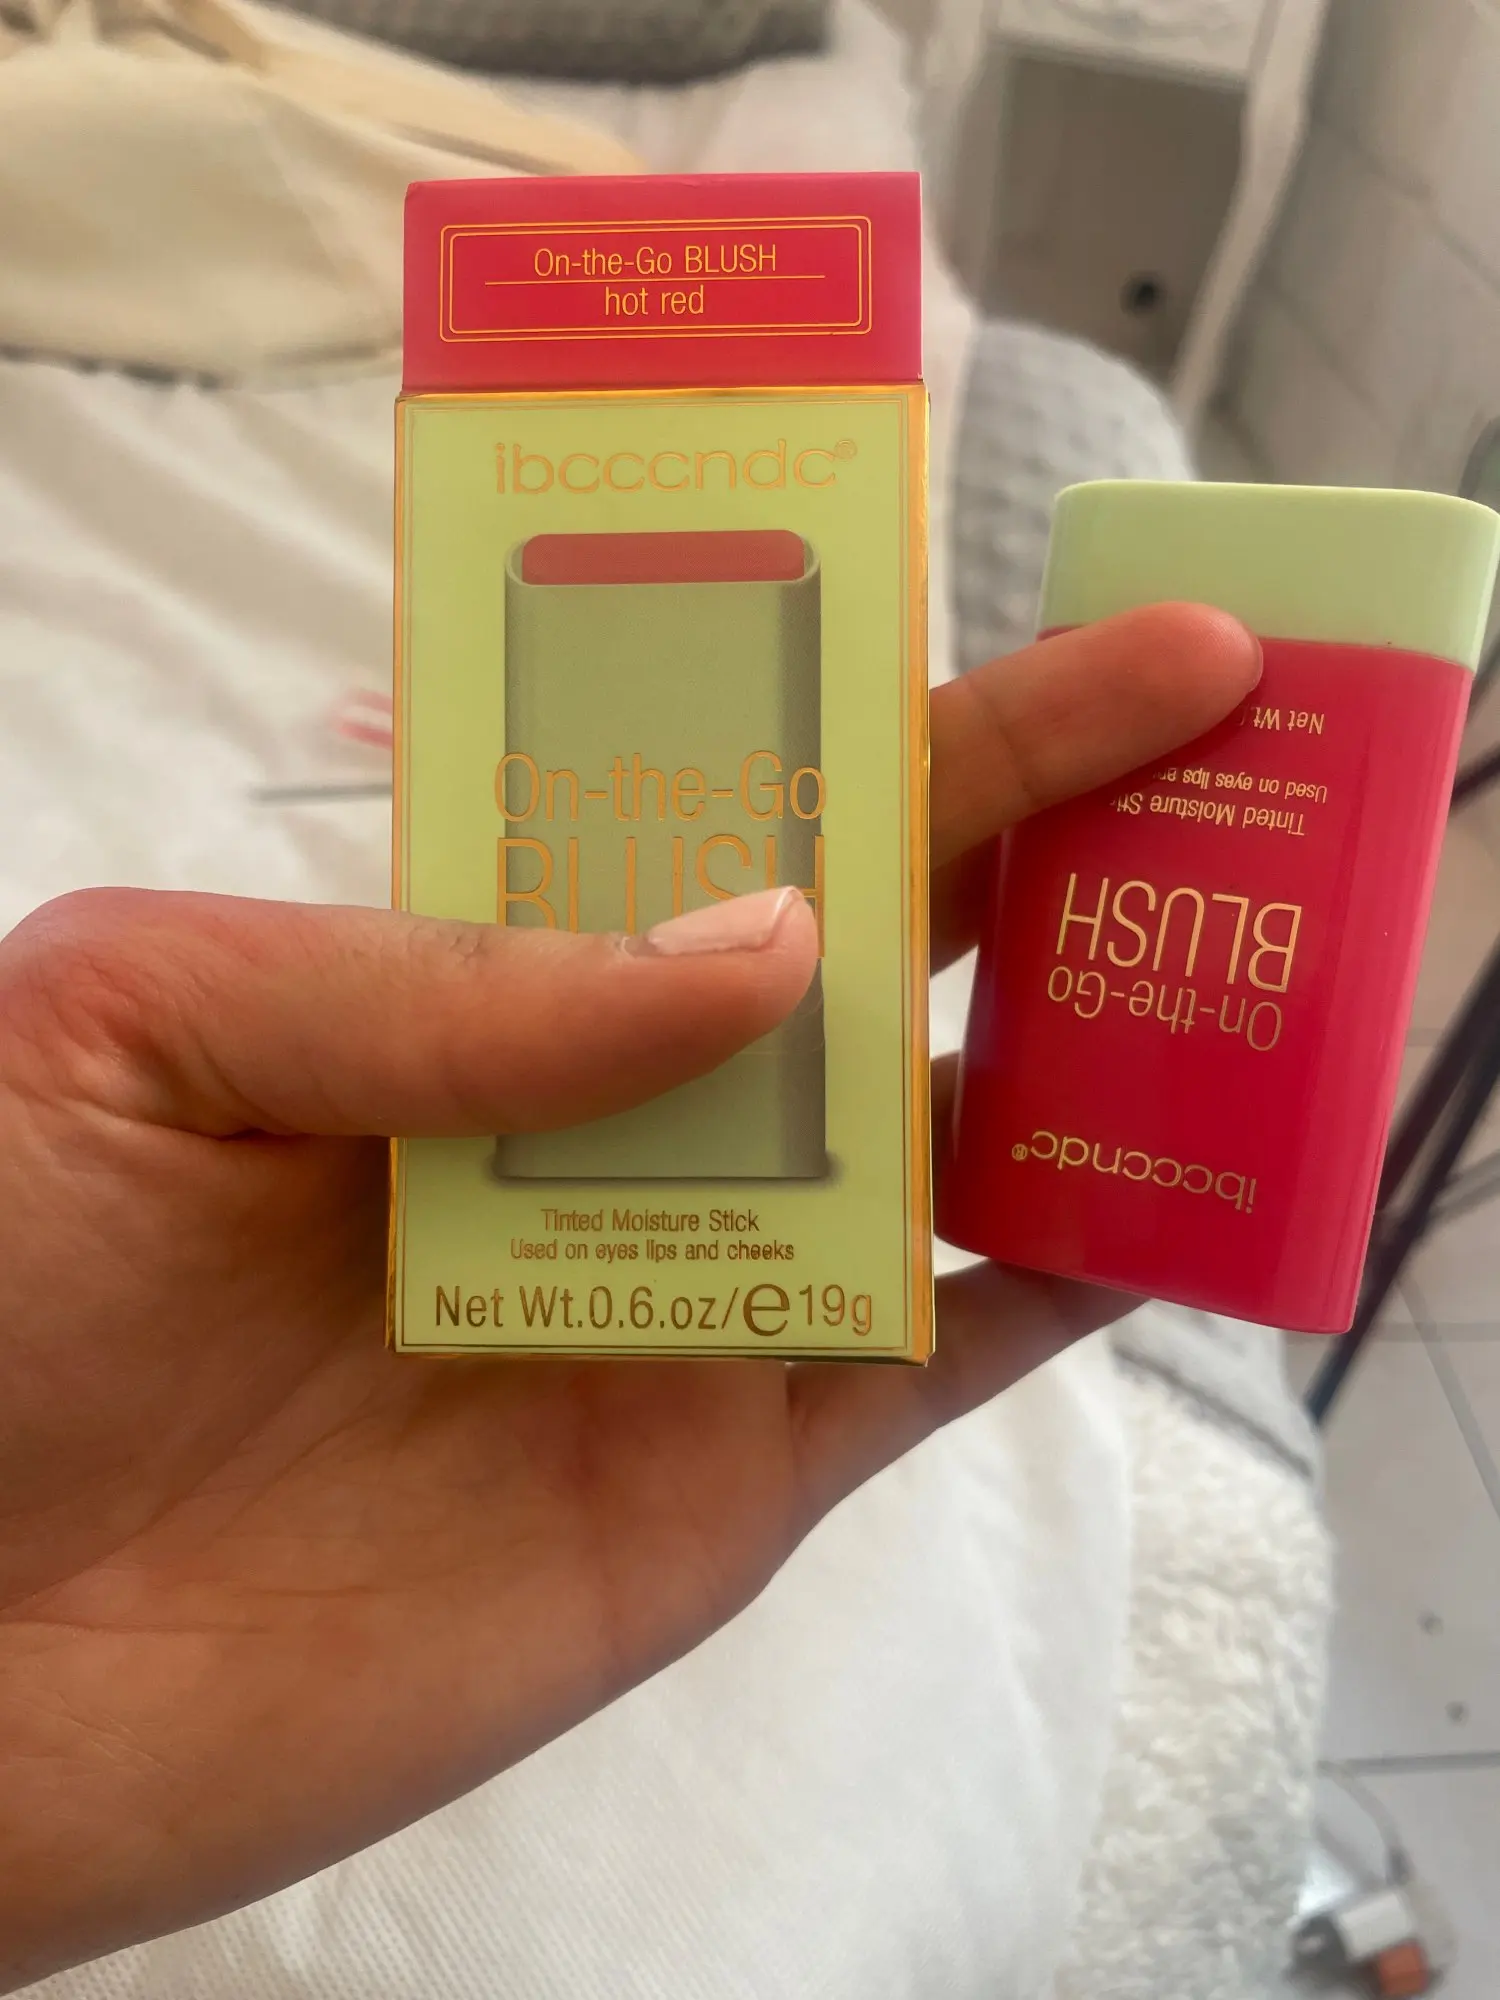 On-the-Go BLUSH
hot red
ibcccndc®
On-the-Go
BLUSH
Tinted Moisture Stick
Used on eyes lips and cheeks
Net Wt.0.6.oz/℮19g
ibcccndc®
On-the-Go
BLUSH
Tinted Moisture
Used on eyes lips
Net Wt.